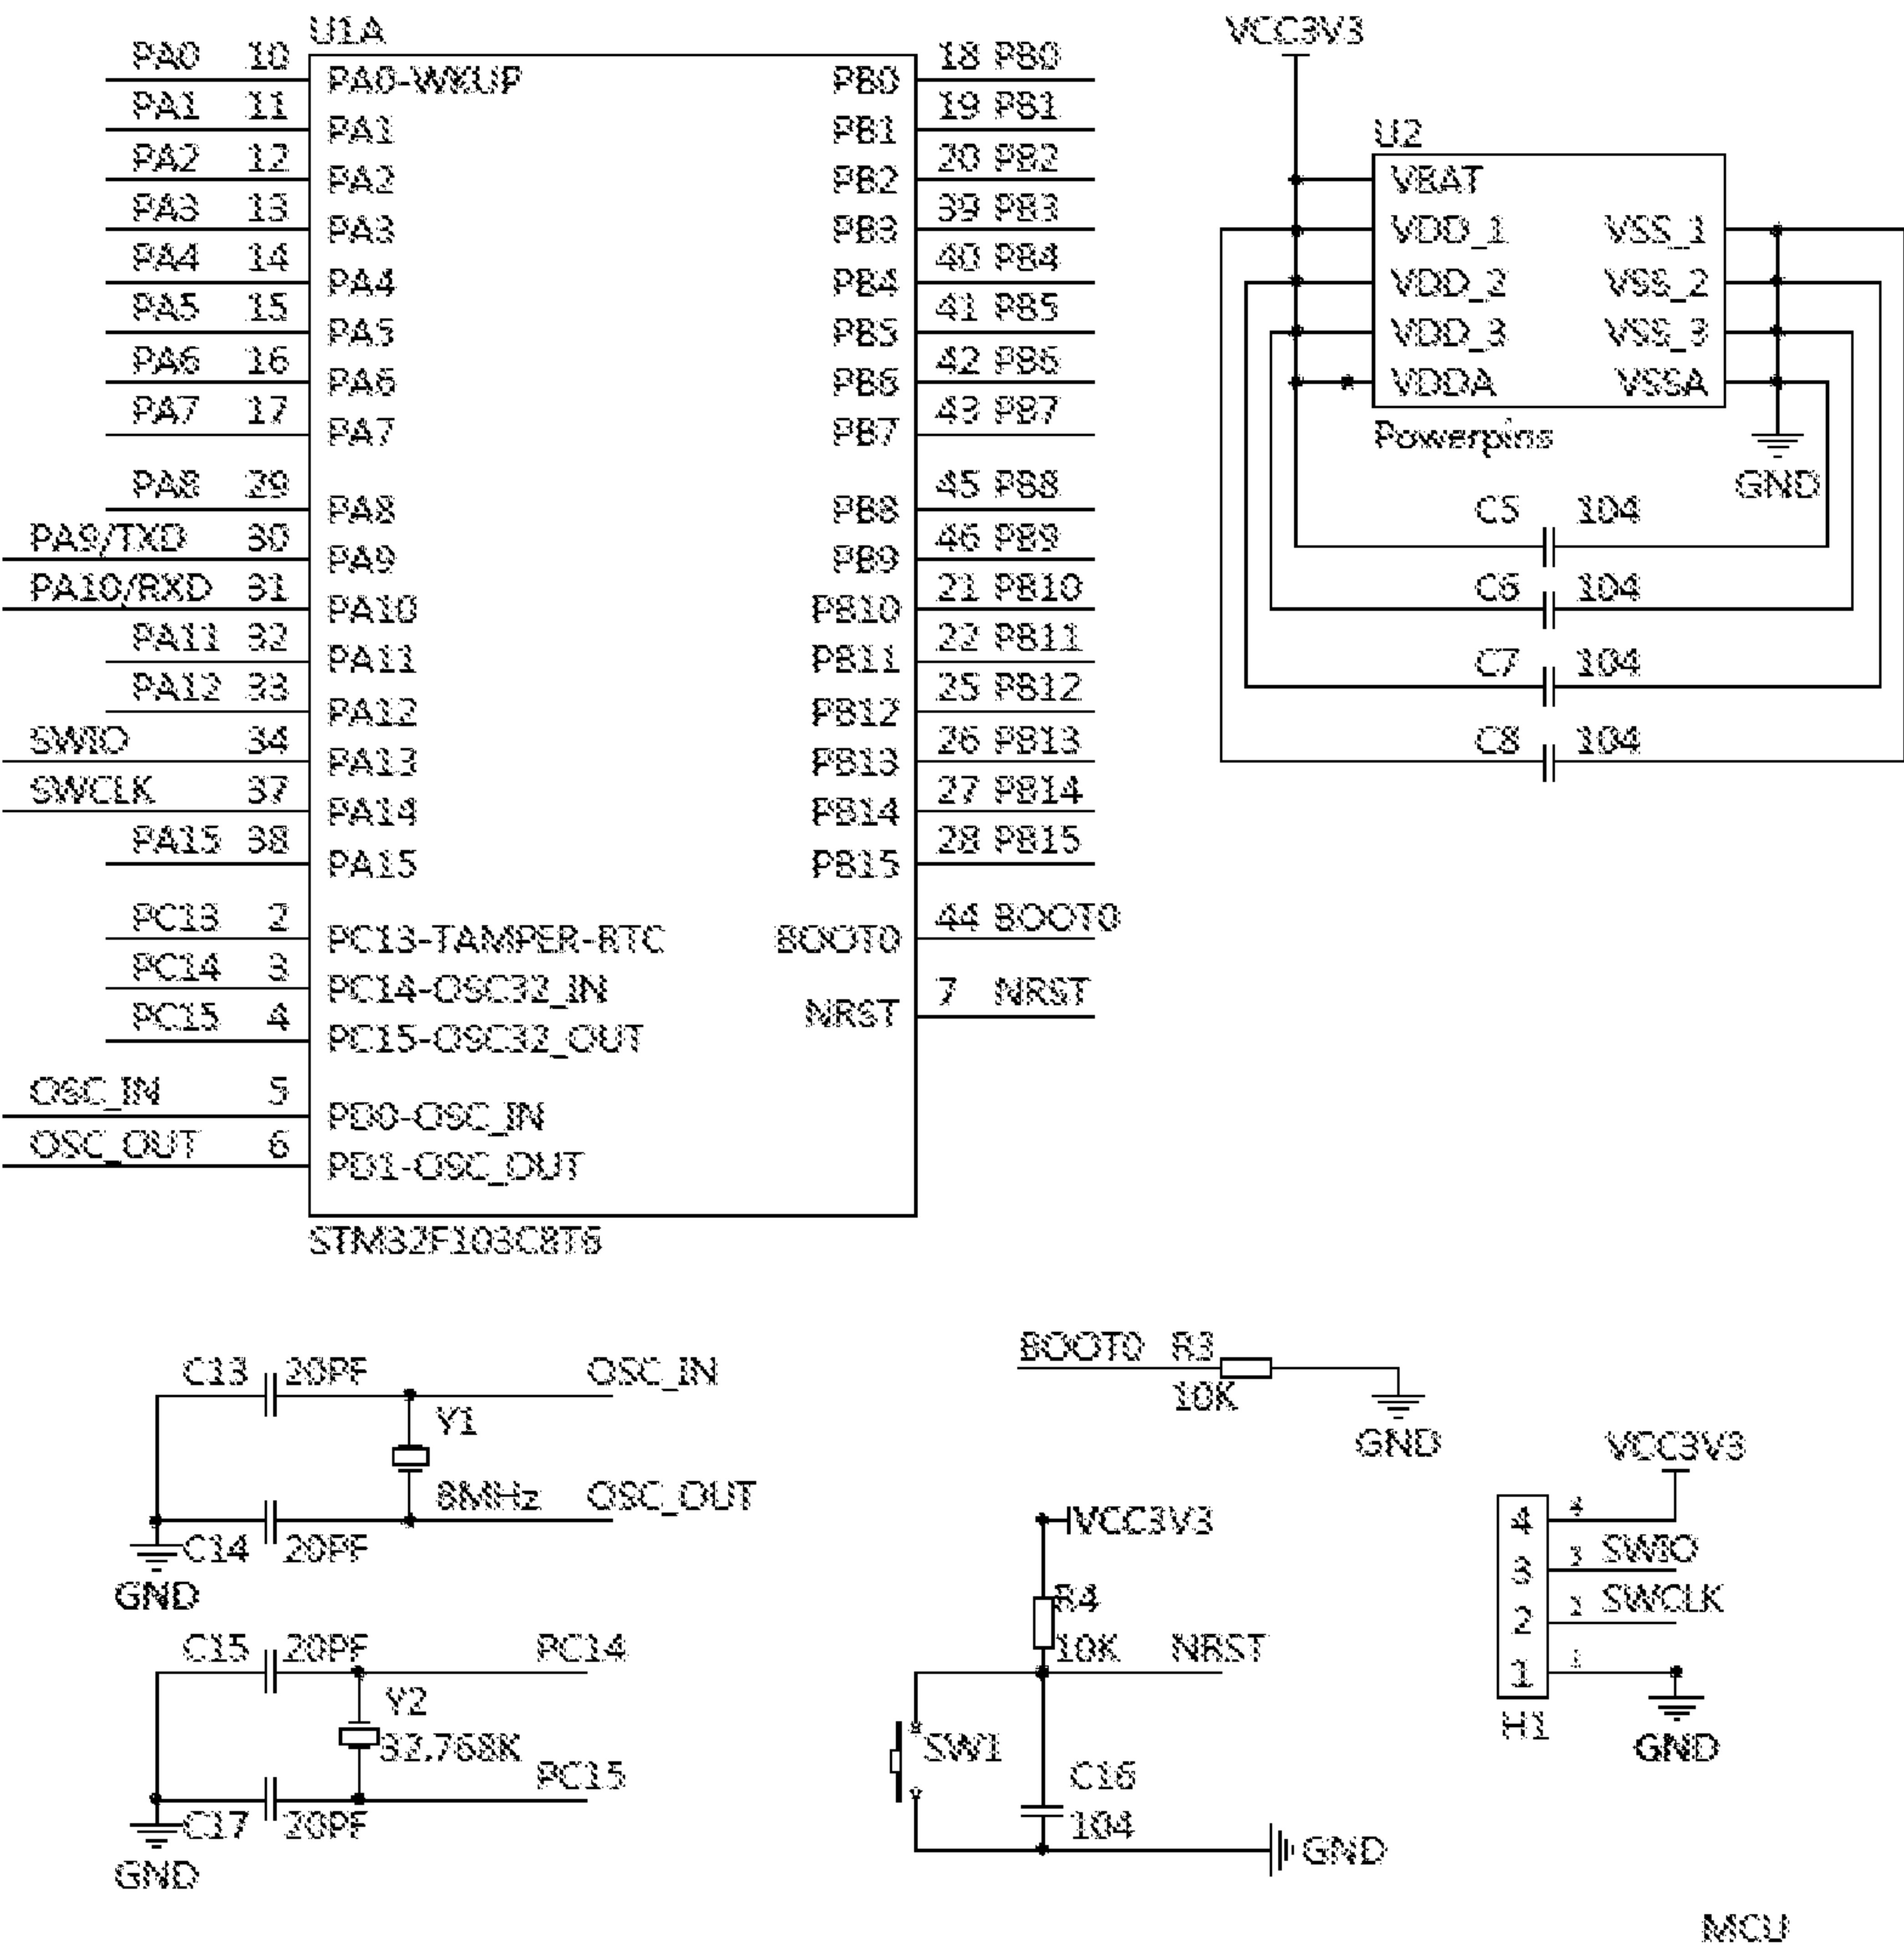 U1A
PA0 10 PA0-WKUP PB0 18 PB0
PA1 11 PA1 PB1 19 PB1
PA2 12 PA2 PB2 20 PB2
PA3 13 PA3 PB3 39 PB3
PA4 14 PA4 PB4 40 PB4
PA5 15 PA5 PB5 41 PB5
PA6 16 PA6 PB6 42 PB6
PA7 17 PA7 PB7 43 PB7
PA8 29 PA8 PB8 45 PB8
PA9/TXD 30 PA9 PB9 46 PB9
PA10/RXD 31 PA10 PB10 21 PB10
PA11 32 PA11 PB11 22 PB11
PA12 33 PA12 PB12 25 PB12
SWIO 34 PA13 PB13 26 PB13
SWCLK 37 PA14 PB14 27 PB14
PA15 38 PA15 PB15 28 PB15
PC13 2 PC13-TAMPER-RTC BOOT0 44 BOOT0
PC14 3 PC14-OSC32_IN
PC15 4 PC15-OSC32_OUT NRST 7 NRST
OSC_IN 5 PD0-OSC_IN
OSC_OUT 6 PD1-OSC_OUT
STM32F103C8T6
VCC3V3
U2
VBAT
VDD_1 VSS_1
VDD_2 VSS_2
VDD_3 VSS_3
VDDA VSSA
Powerpins
GND
C5 104
C6 104
C7 104
C8 104
C13 20PF OSC_IN
Y1
8MHz OSC_OUT
C14 20PF
GND
C15 20PF PC14
Y2
32.768K
PC15
C17 20PF
GND
BOOT0 R3
10K
GND
VCC3V3
R4
10K NRST
SW1
C16
104
GND
VCC3V3
4 4
3 3 SWIO
2 2 SWCLK
1 1
H1
GND
MCU